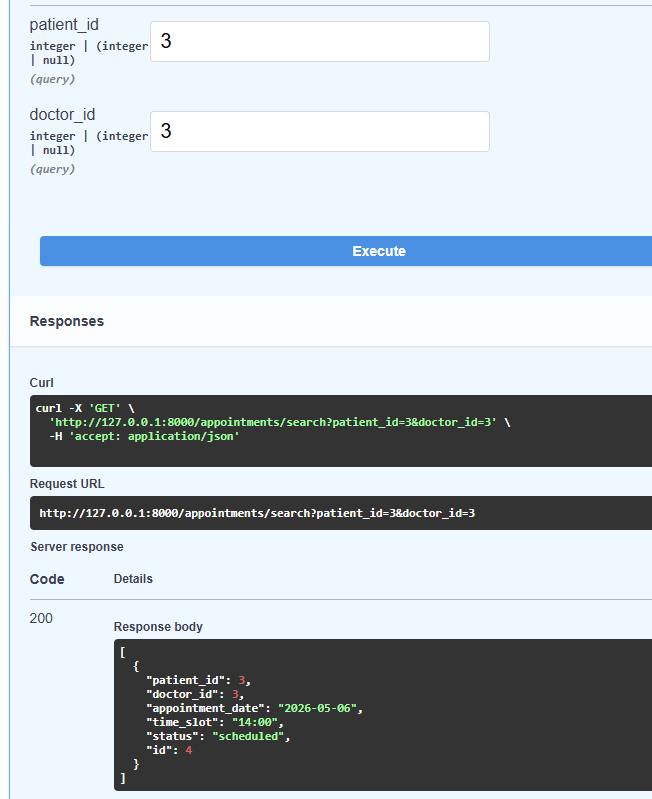 patient_id
integer | (integer
| null)
(query)
3
doctor_id
integer | (integer
| null)
(query)
3
Execute
Responses
Curl
curl -X 'GET' \
  'http://127.0.0.1:8000/appointments/search?patient_id=3&doctor_id=3' \
  -H 'accept: application/json'
Request URL
http://127.0.0.1:8000/appointments/search?patient_id=3&doctor_id=3
Server response
Code Details
200
Response body
[
  {
    "patient_id": 3,
    "doctor_id": 3,
    "appointment_date": "2026-05-06",
    "time_slot": "14:00",
    "status": "scheduled",
    "id": 4
  }
]